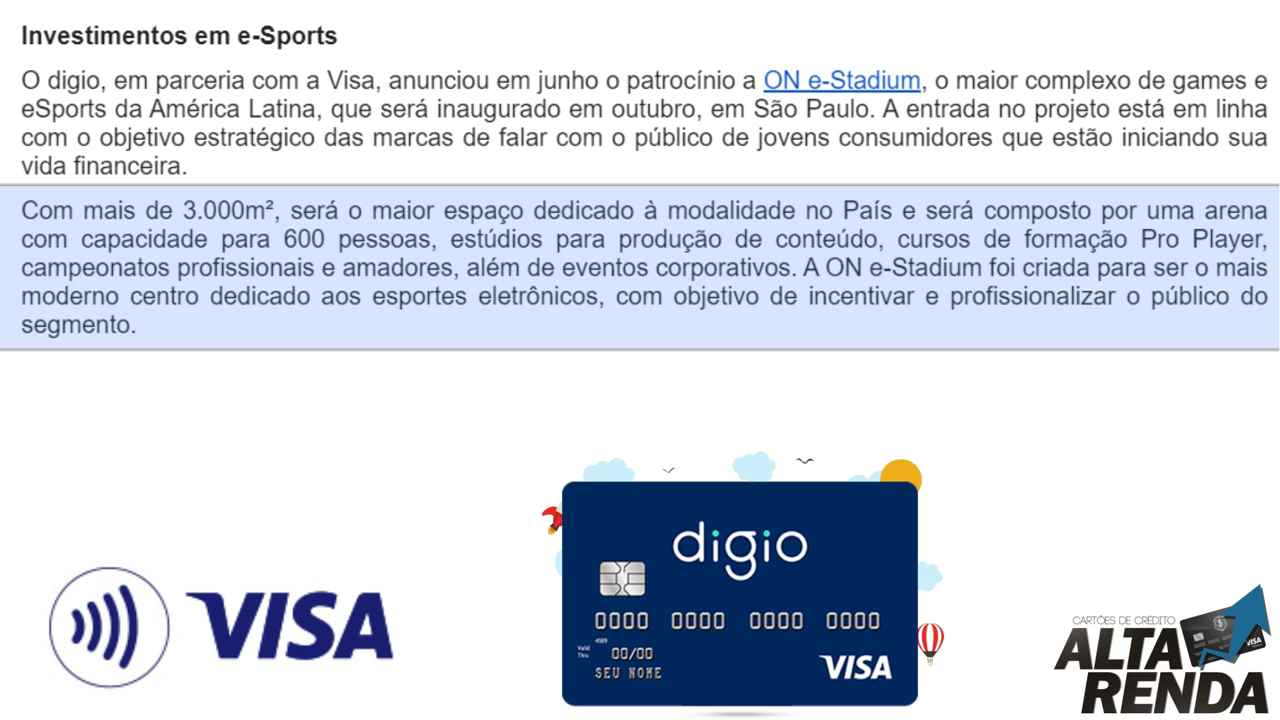 Investimentos em e-Sports
O digio, em parceria com a Visa, anunciou em junho o patrocínio a ON e-Stadium, o maior complexo de games e
eSports da América Latina, que será inaugurado em outubro, em São Paulo. A entrada no projeto está em linha
com o objetivo estratégico das marcas de falar com o público de jovens consumidores que estão iniciando sua
vida financeira.
Com mais de 3.000m², será o maior espaço dedicado à modalidade no País e será composto por uma arena
com capacidade para 600 pessoas, estúdios para produção de conteúdo, cursos de formação Pro Player,
campeonatos profissionais e amadores, além de eventos corporativos. A ON e-Stadium foi criada para ser o mais
moderno centro dedicado aos esportes eletrônicos, com objetivo de incentivar e profissionalizar o público do
segmento.
VISA
digio
0000 0000 0000 0000
4589
Valid
Thru
00/00
SEU NOME
VISA
CARTÕES DE CRÉDITO
ALTA
RENDA
VISA